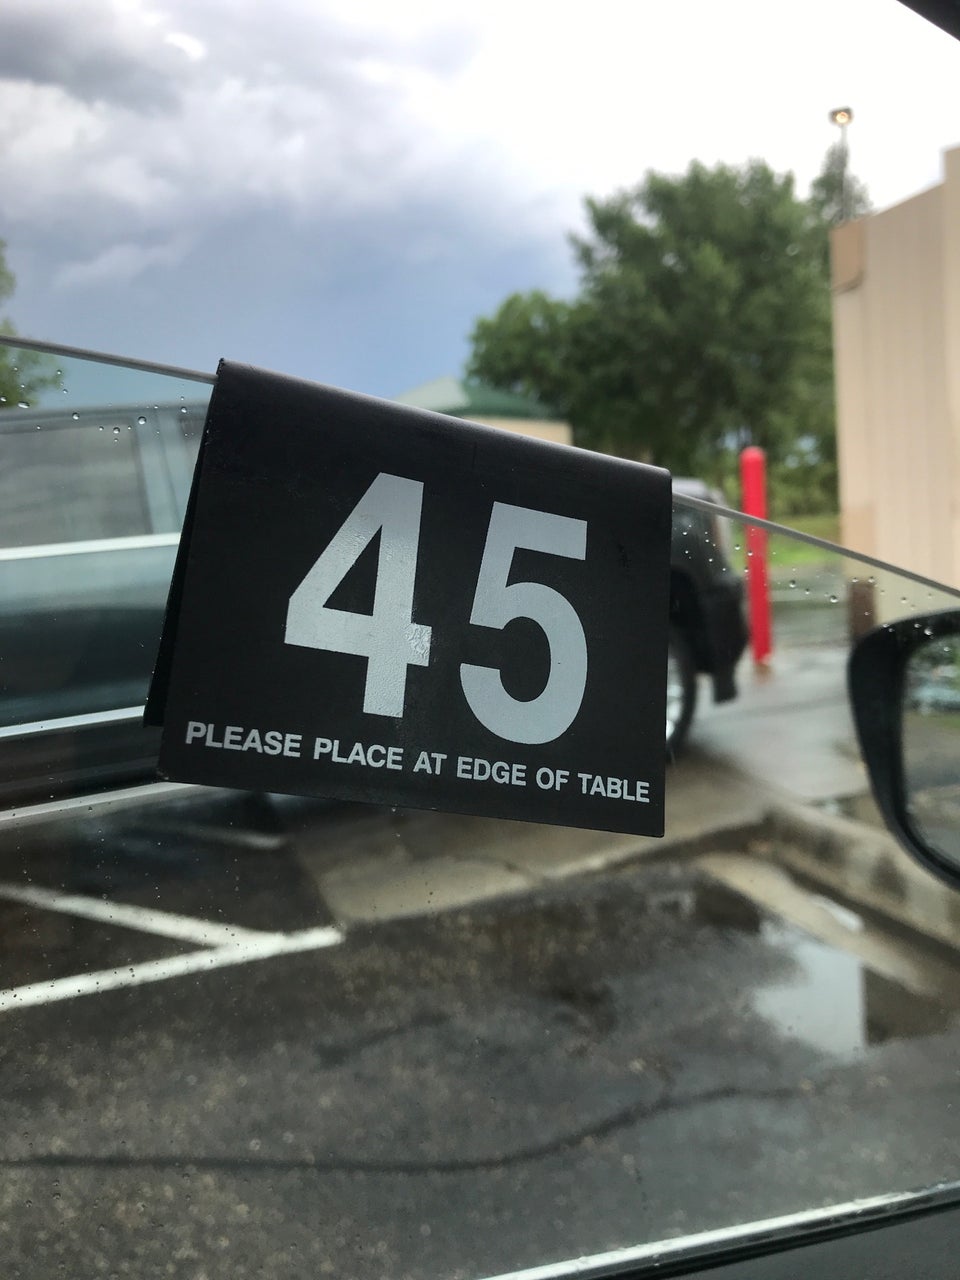 45
PLEASE PLACE AT EDGE OF TABLE